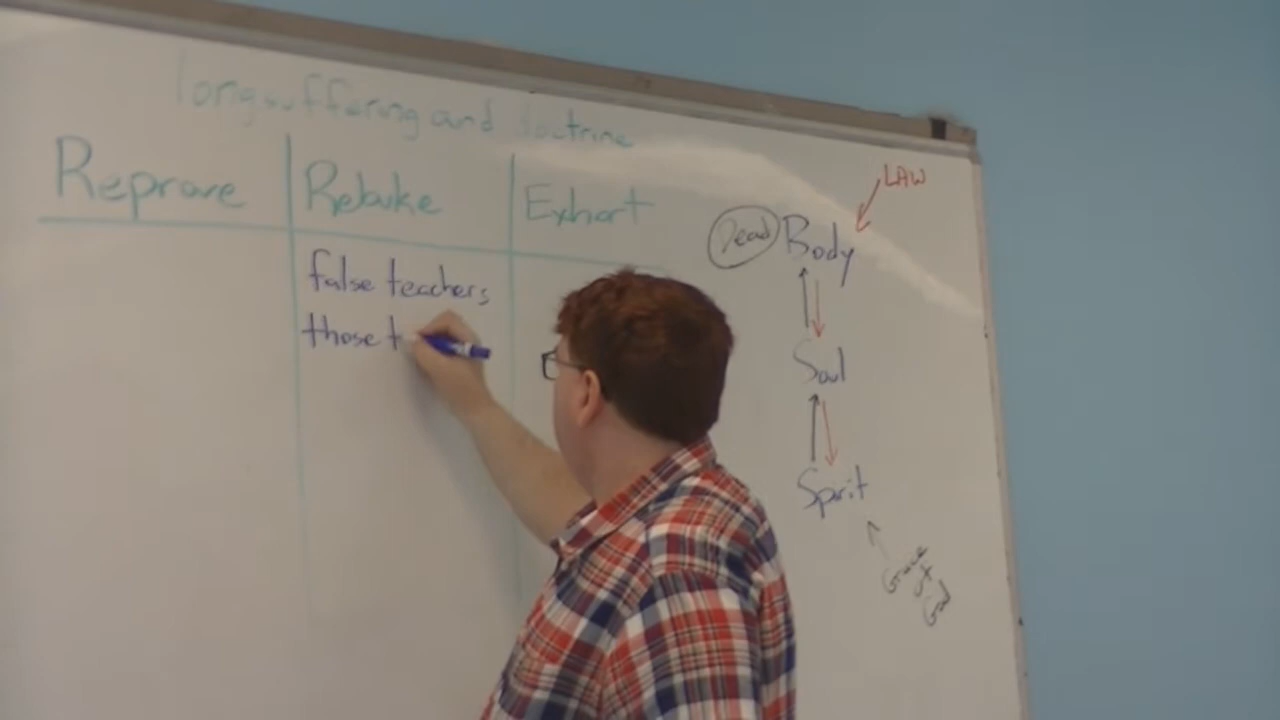 longsuffering and doctrine
Reprove
Rebuke
Exhort
false teachers
those t
LAW
Dead
Body
Soul
Spirit
Grace
of
God